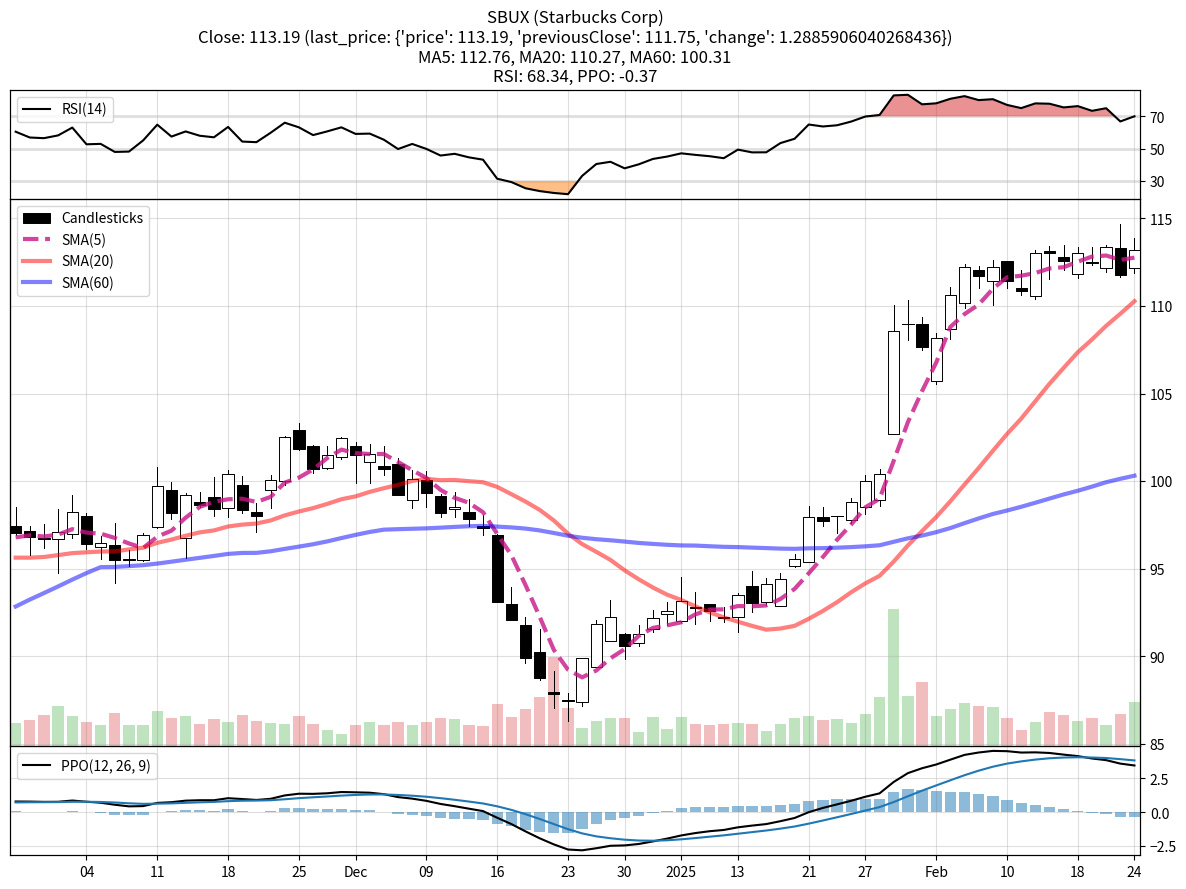 SBUX (Starbucks Corp)
Close: 113.19 (last_price: {'price': 113.19, 'previousClose': 111.75, 'change': 1.2885906040268436})
MA5: 112.76, MA20: 110.27, MA60: 100.31
RSI: 68.34, PPO: -0.37
RSI(14)
70
50
30
Candlesticks
SMA(5)
SMA(20)
SMA(60)
115
110
105
100
95
90
85
PPO(12, 26, 9)
2.5
0.0
−2.5
04 11 18 25 Dec 09 16 23 30 2025 13 21 27 Feb 10 18 24